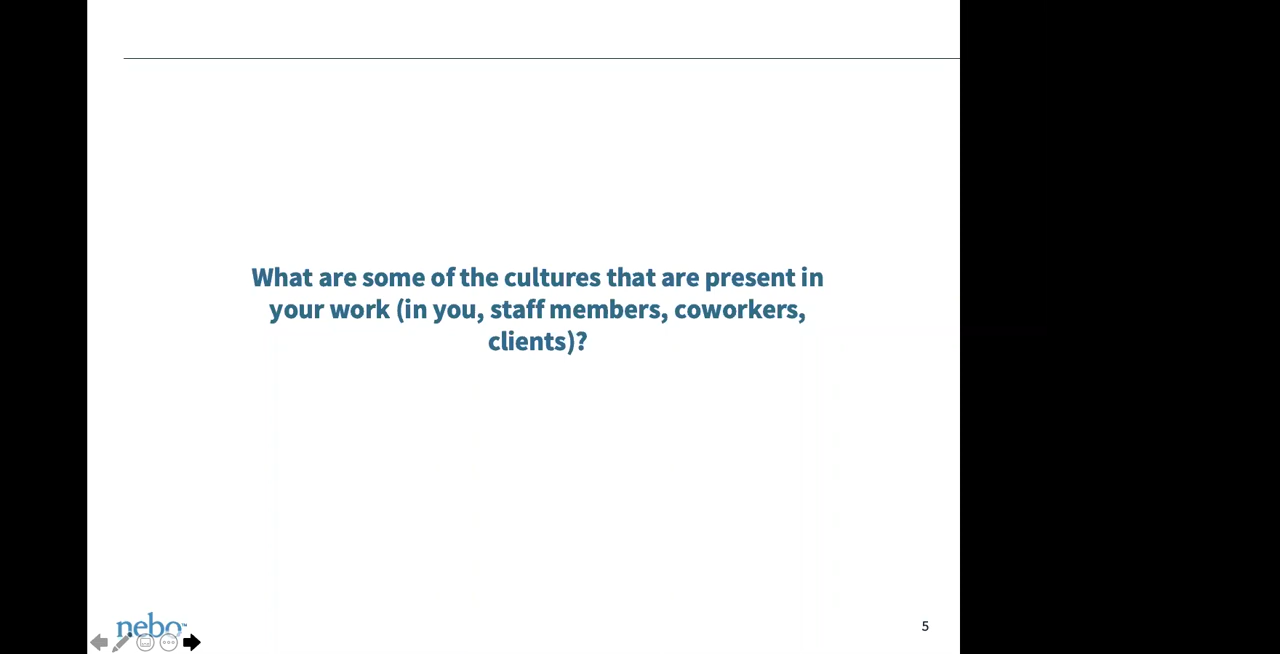 What are some of the cultures that are present in
your work (in you, staff members, coworkers,
clients)?
nebo™
5